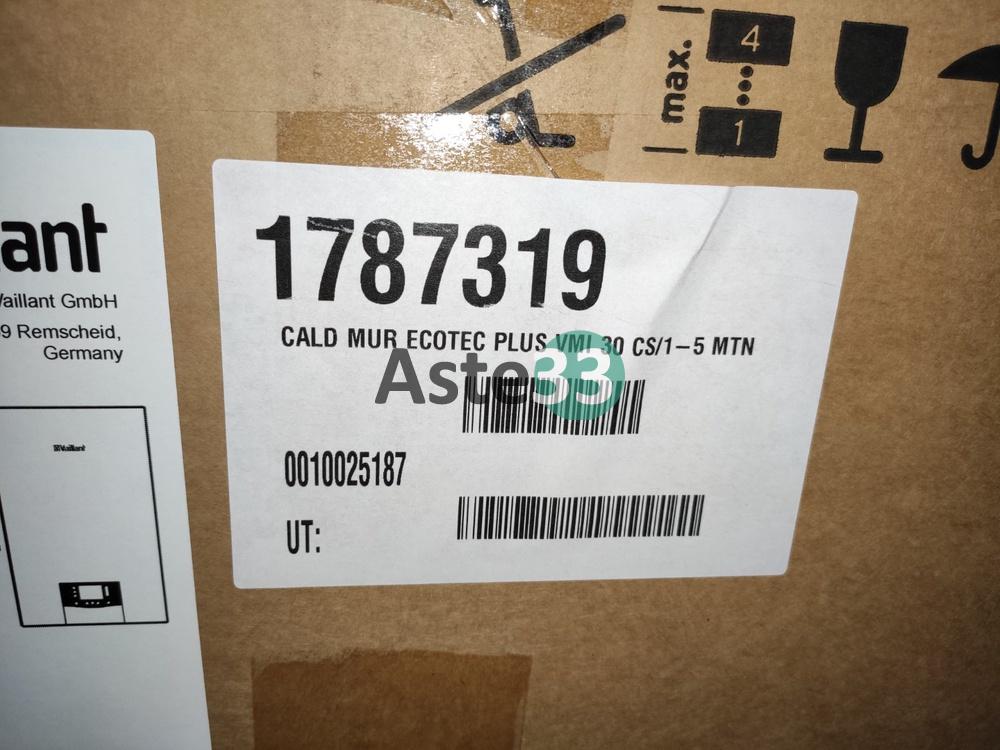 max.
4
1
ant
Vaillant GmbH
9 Remscheid,
Germany
Vaillant
1787319
CALD MUR ECOTEC PLUS VMI 30 CS/1-5 MTN
Aste33
0010025187
UT: